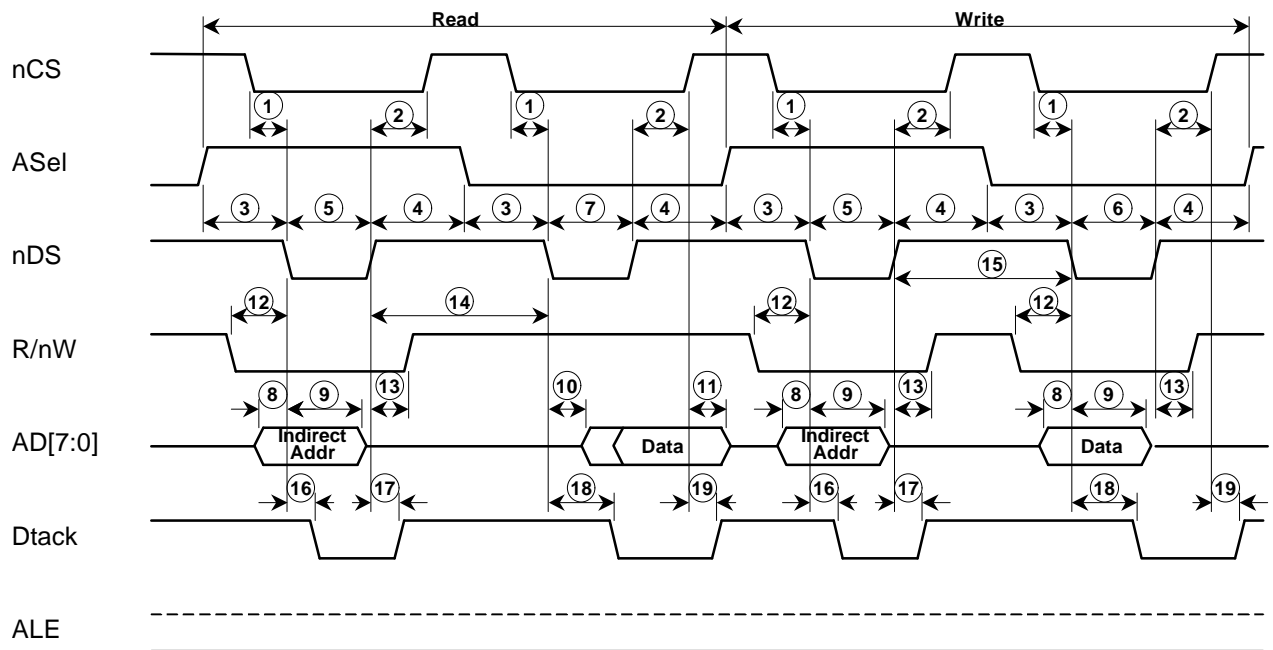 Read Write
nCS
① ② ① ② ① ② ① ②
ASel
③ ⑤ ④ ③ ⑦ ④ ③ ⑤ ④ ③ ⑥ ④
nDS
⑮
⑫ ⑭ ⑫ ⑫
R/nW
⑧ ⑨ ⑬ ⑩ ⑪ ⑧ ⑨ ⑬ ⑧ ⑨ ⑬
AD[7:0]
Indirect
Addr
Data
Indirect
Addr
Data
⑯ ⑰ ⑱ ⑲ ⑯ ⑰ ⑱ ⑲
Dtack
ALE